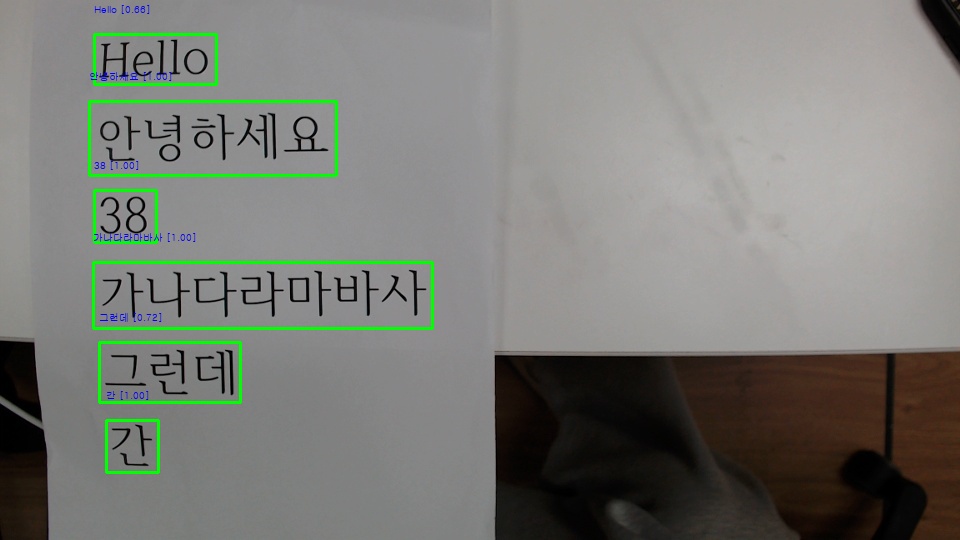 Hello [0.66]
Hello
안녕하세요 [1.00]
안녕하세요
38 [1.00]
38
가나다라마바사 [1.00]
가나다라마바사
그런데 [0.72]
그런데
간 [1.00]
간